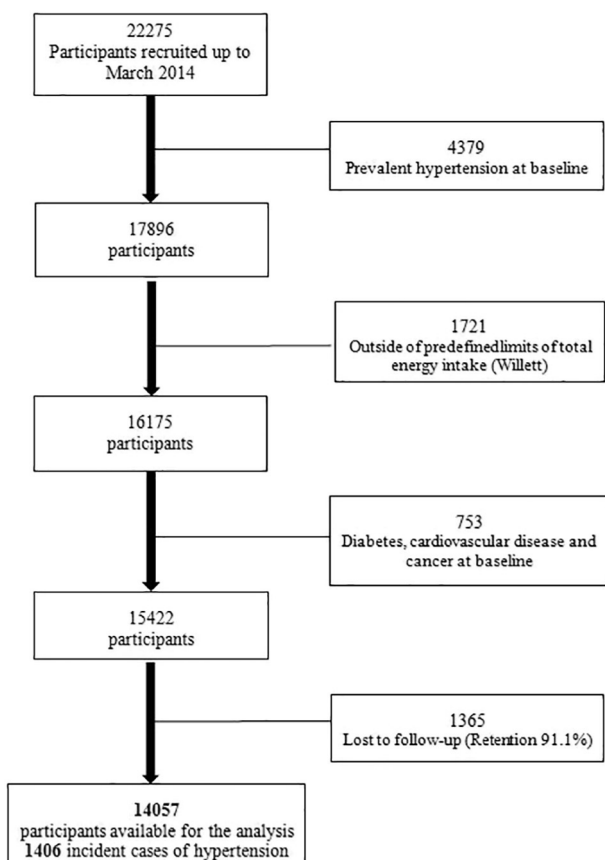 22275
Participants recruited up to
March 2014
4379
Prevalent hypertension at baseline
17896
participants
1721
Outside of predefinedlimits of total
energy intake (Willett)
16175
participants
753
Diabetes, cardiovascular disease and
cancer at baseline
15422
participants
1365
Lost to follow-up (Retention 91.1%)
14057
participants available for the analysis
1406 incident cases of hypertension